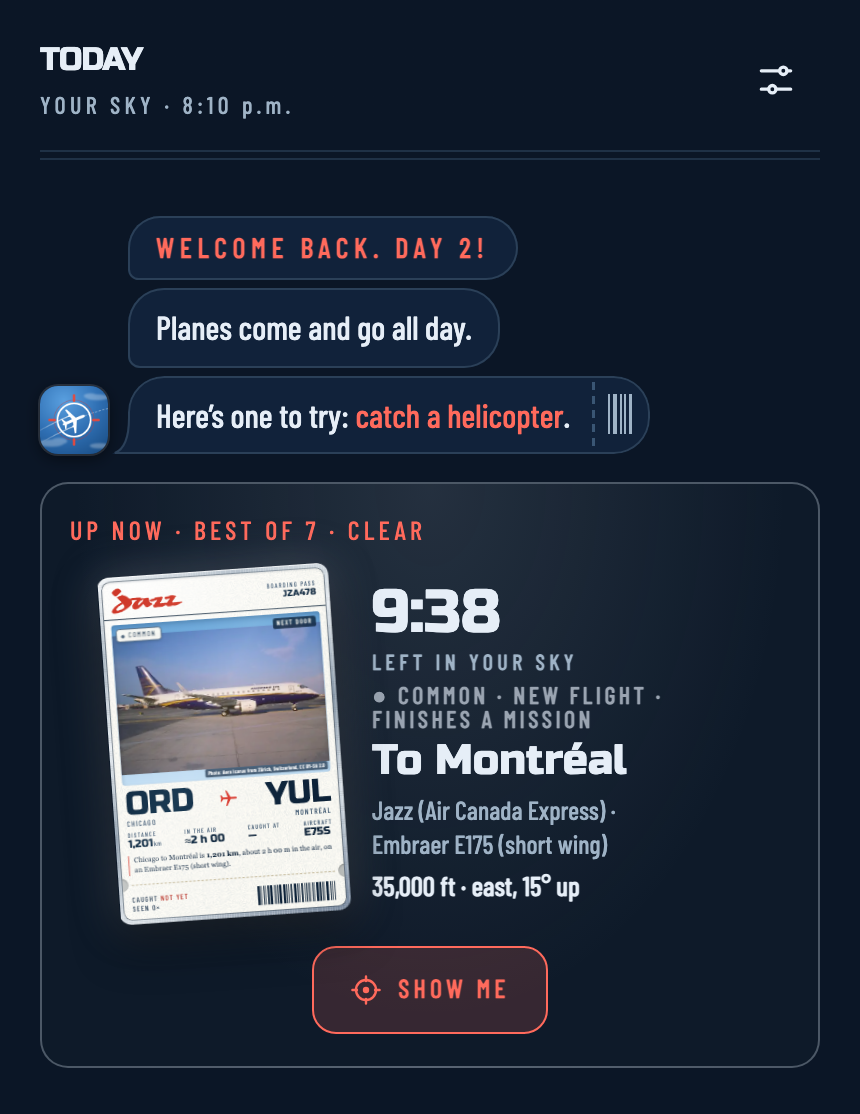 TODAY
YOUR SKY · 8:10 p.m.
WELCOME BACK. DAY 2!
Planes come and go all day.
Here's one to try: catch a helicopter.
UP NOW · BEST OF 7 · CLEAR
Jazz
BOARDING PASS
JZA478
COMMON
NEXT DOOR
ORD
YUL
CHICAGO
MONTRÉAL
DISTANCE
1,201km
IN THE AIR
≈2 h 00
CAUGHT AT
—
AIRCRAFT
E75S
Chicago to Montréal is 1,201 km, about 2 h 00 m in the air, on
an Embraer E175 (short wing).
CAUGHT NOT YET
SEEN 0×
9:38
LEFT IN YOUR SKY
● COMMON · NEW FLIGHT ·
FINISHES A MISSION
To Montréal
Jazz (Air Canada Express) ·
Embraer E175 (short wing)
35,000 ft · east, 15° up
SHOW ME